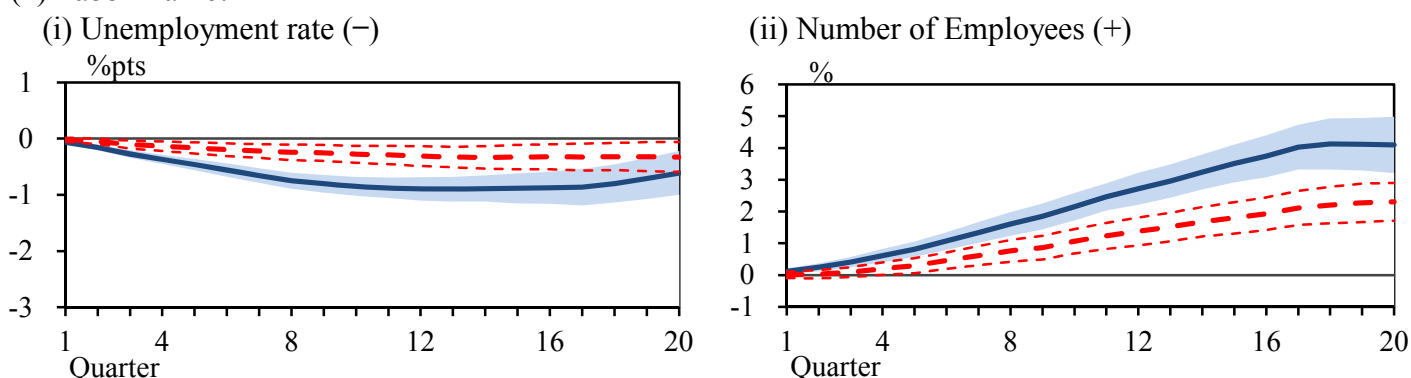 (i) Unemployment rate (−)
(ii) Number of Employees (+)
%pts
%
1
0
-1
-2
-3
6
5
4
3
2
1
0
-1
1 4 8 12 16 20
1 4 8 12 16 20
Quarter
Quarter